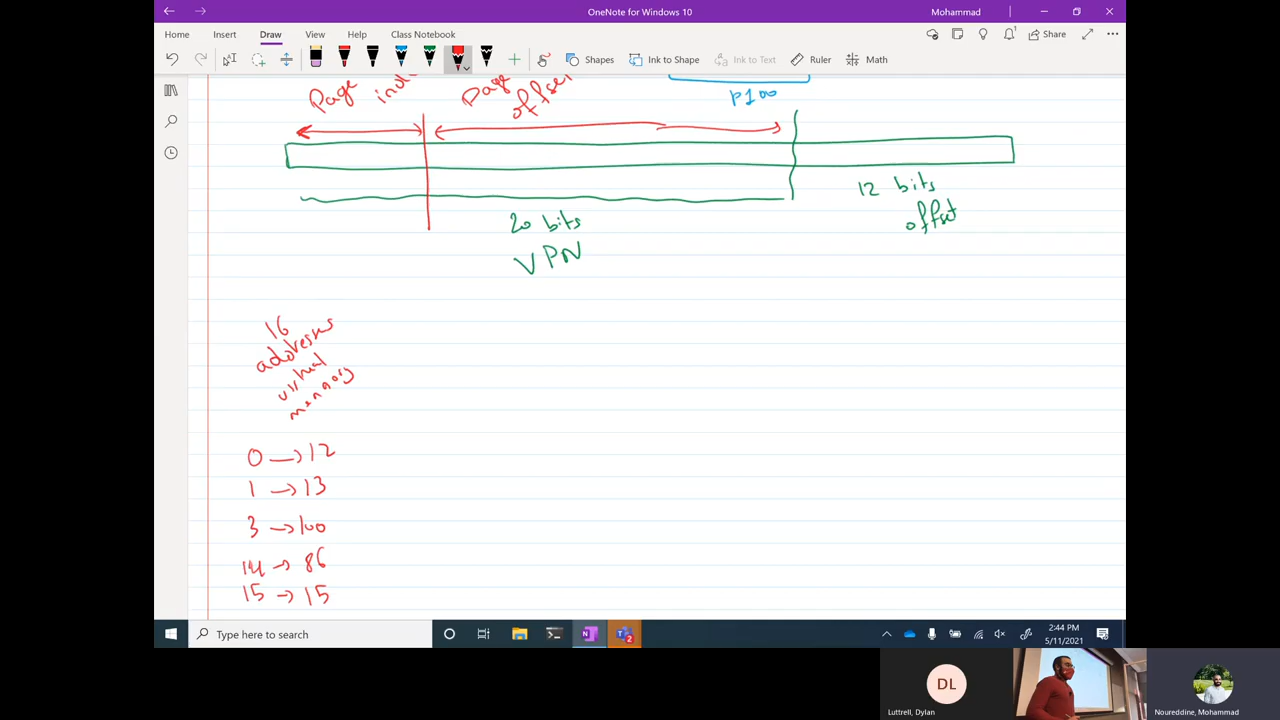 OneNote for Windows 10
Mohammad
Home Insert Draw View Help Class Notebook
Share
Shapes Ink to Shape Ink to Text Ruler Math
Page Page
offset
P100
12 bits
offset
20 bits
VPN
16
addresses
virtual
memory
0 → 12
1 → 13
3 → 100
14 → 86
15 → 15
Type here to search
2:44 PM
5/11/2021
DL
Luttrell, Dylan
Noureddine, Mohammad